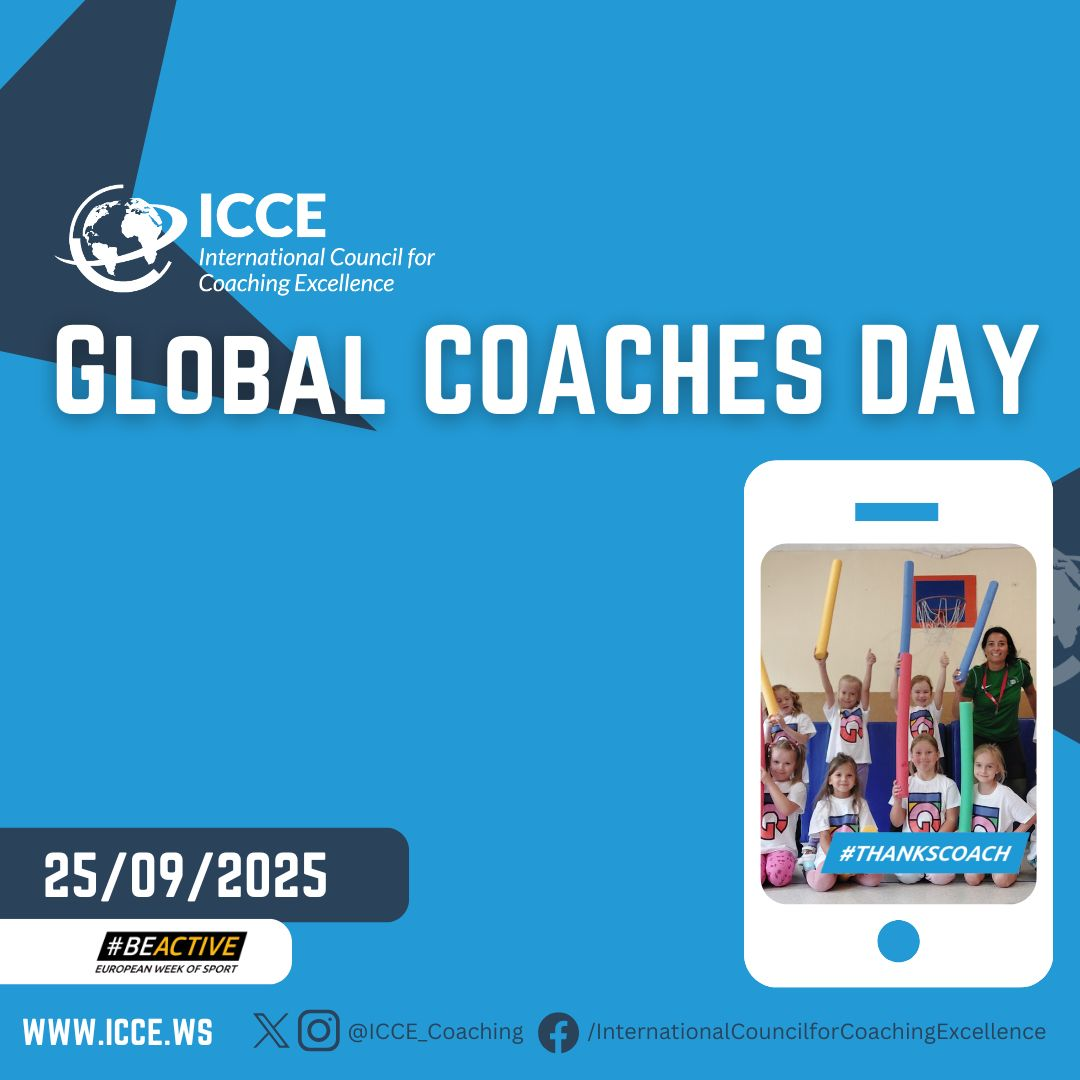 ICCE
International Council for
Coaching Excellence
GLOBAL COACHES DAY
#THANKSCOACH
25/09/2025
#BEACTIVE
EUROPEAN WEEK OF SPORT
WWW.ICCE.WS
@ICCE_Coaching
/InternationalCouncilforCoachingExcellence